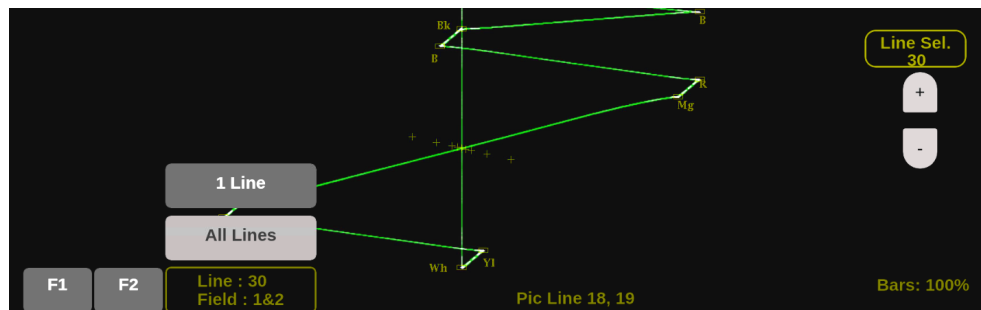 B
Bk
B
R
Mg
Line Sel.
30
+
-
1 Line
All Lines
Wh
Yl
F1
F2
Line : 30
Field : 1&2
Pic Line 18, 19
Bars: 100%